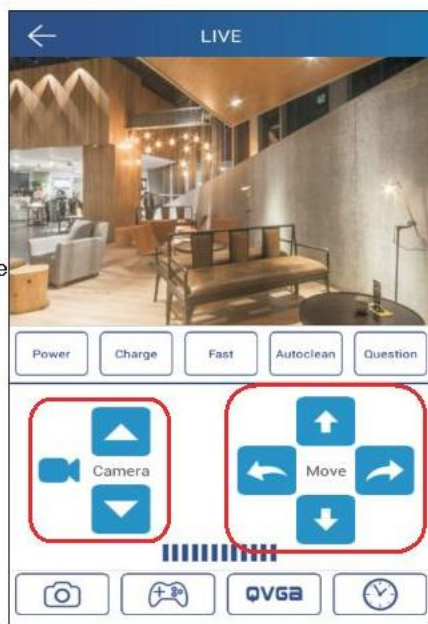 LIVE
e
Power Charge Fast Autoclean Question
Camera Move
QVGa